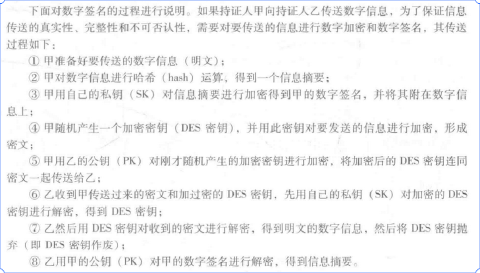 下面对数字签名的过程进行说明。如果持证人甲向持证人乙传送数字信息，为了保证信息
传送的真实性、完整性和不可否认性，需要对要传送的信息进行数字加密和数字签名，其传送
过程如下：
① 甲准备好要传送的数字信息（明文）；
② 甲对数字信息进行哈希（hash）运算，得到一个信息摘要；
③ 甲用自己的私钥（SK）对信息摘要进行加密得到甲的数字签名，并将其附在数字信
息上；
④ 甲随机产生一个加密密钥（DES 密钥），并用此密钥对要发送的信息进行加密，形成
密文；
⑤ 甲用乙的公钥（PK）对刚才随机产生的加密密钥进行加密，将加密后的 DES 密钥连同
密文一起传送给乙；
⑥ 乙收到甲传送过来的密文和加过密的 DES 密钥，先用自己的私钥（SK）对加密的 DES
密钥进行解密，得到 DES 密钥；
⑦ 乙然后用 DES 密钥对收到的密文进行解密，得到明文的数字信息，然后将 DES 密钥抛
弃（即 DES 密钥作废）；
⑧ 乙用甲的公钥（PK）对甲的数字签名进行解密，得到信息摘要。